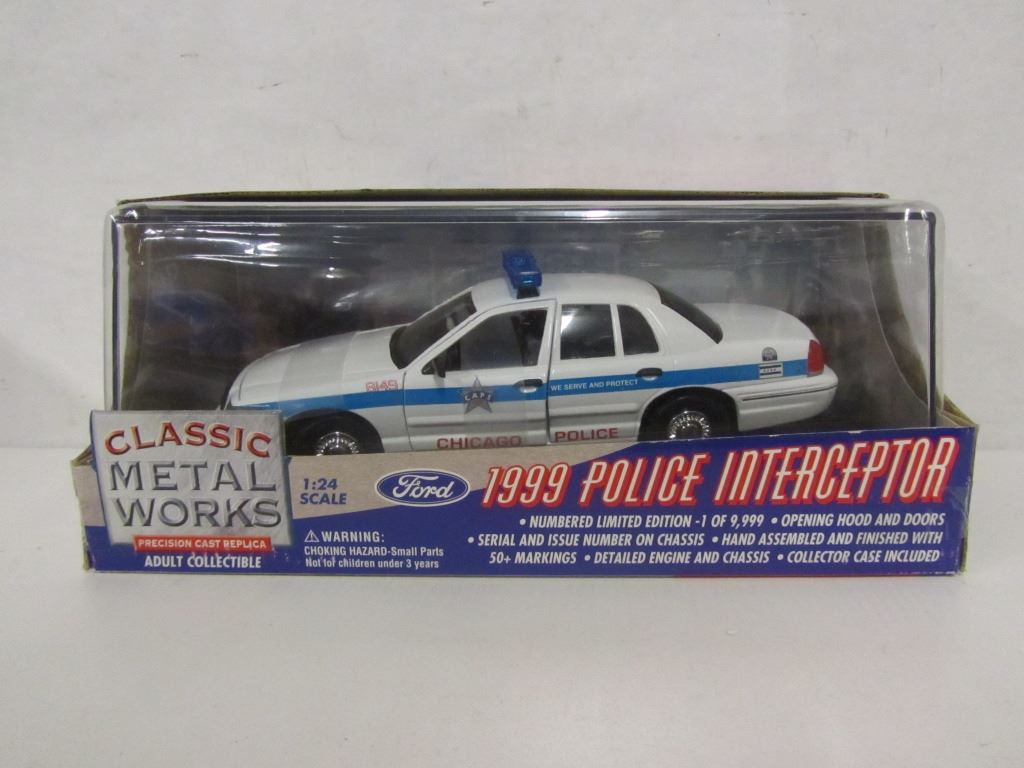 8149
C.A.P.S
WE SERVE AND PROTECT
CHICAGO POLICE
CLASSIC
METAL
WORKS
PRECISION CAST REPLICA
ADULT COLLECTIBLE
1:24
SCALE
Ford
1999 POLICE INTERCEPTOR
• NUMBERED LIMITED EDITION -1 OF 9,999 • OPENING HOOD AND DOORS
• SERIAL AND ISSUE NUMBER ON CHASSIS • HAND ASSEMBLED AND FINISHED WITH
50+ MARKINGS • DETAILED ENGINE AND CHASSIS • COLLECTOR CASE INCLUDED
⚠WARNING:
CHOKING HAZARD-Small Parts
Not for children under 3 years